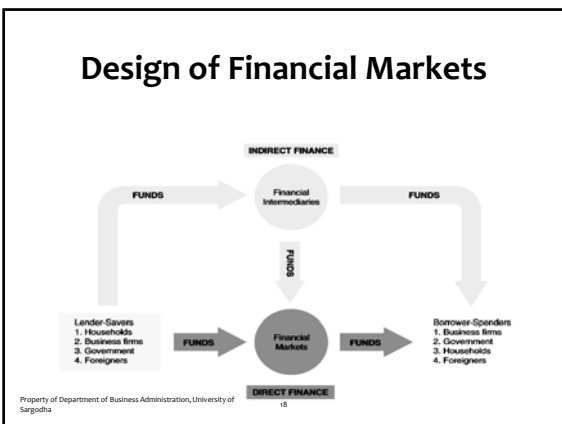 Design of Financial Markets
INDIRECT FINANCE
FUNDS
Financial
Intermediaries
FUNDS
FUNDS
Lender-Savers
1. Households
2. Business firms
3. Government
4. Foreigners
FUNDS
Financial
Markets
FUNDS
Borrower-Spenders
1. Business firms
2. Government
3. Households
4. Foreigners
DIRECT FINANCE
Property of Department of Business Administration, University of
Sargodha
18